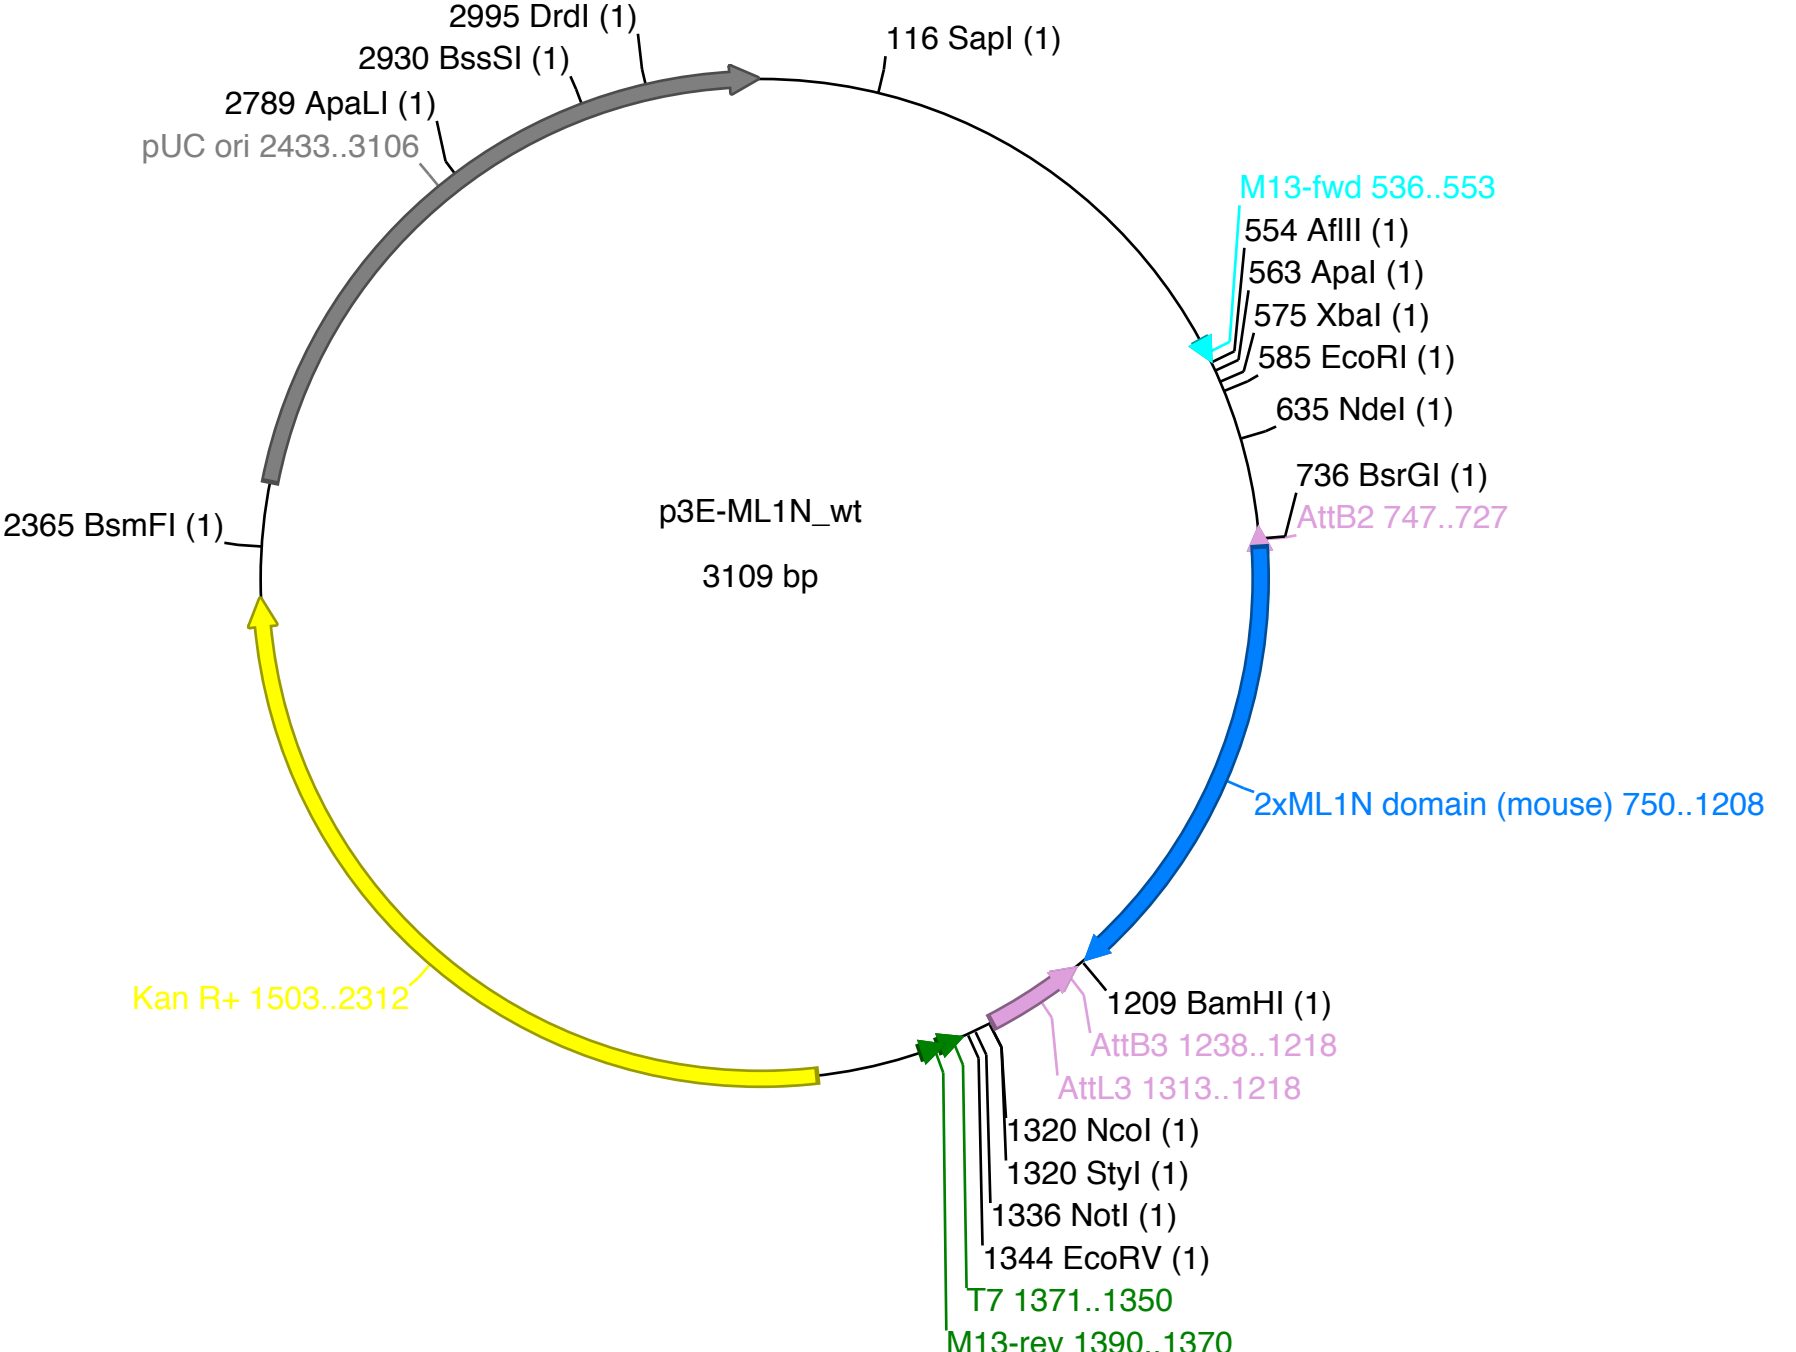 2995 DrdI (1)
2930 BssSI (1)
2789 ApaLI (1)
pUC ori 2433..3106
116 SapI (1)
M13-fwd 536..553
554 AflII (1)
563 ApaI (1)
575 XbaI (1)
585 EcoRI (1)
635 NdeI (1)
736 BsrGI (1)
AttB2 747..727
2365 BsmFI (1)
p3E-ML1N_wt
3109 bp
2xML1N domain (mouse) 750..1208
Kan R+ 1503..2312
1209 BamHI (1)
AttB3 1238..1218
AttL3 1313..1218
1320 NcoI (1)
1320 StyI (1)
1336 NotI (1)
1344 EcoRV (1)
T7 1371..1350
M13-rev 1390..1370